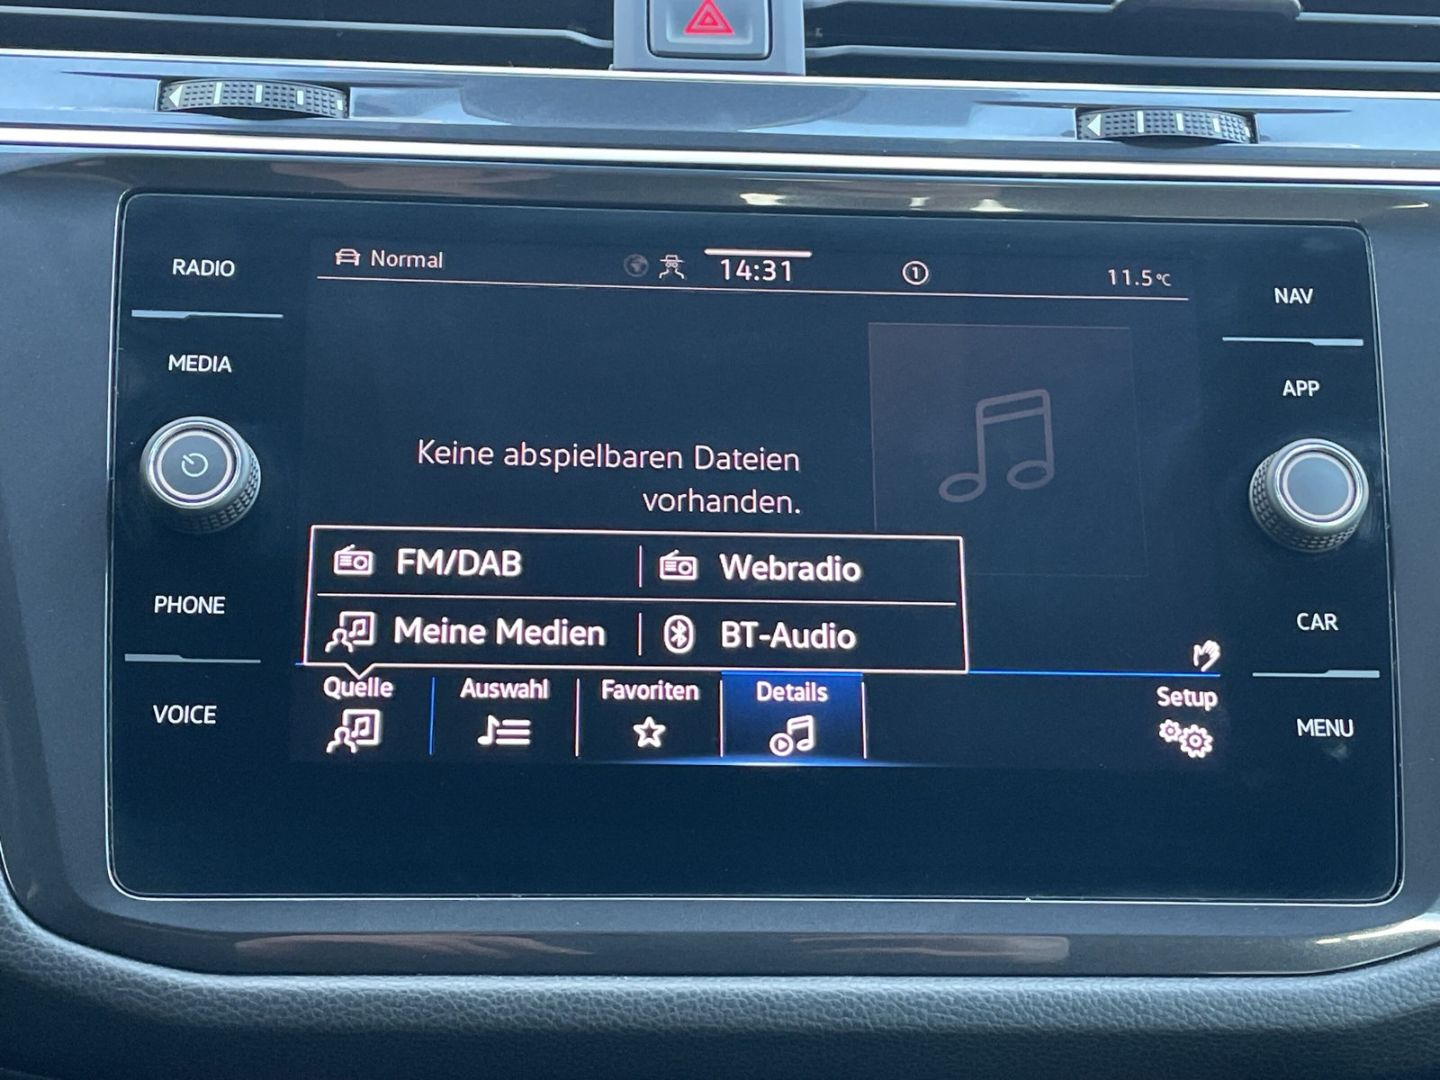 RADIO
MEDIA
PHONE
VOICE
Normal
14:31
1
11.5°C
Keine abspielbaren Dateien
vorhanden.
FM/DAB
Webradio
Meine Medien
BT-Audio
Quelle
Auswahl
Favoriten
Details
Setup
NAV
APP
CAR
MENU